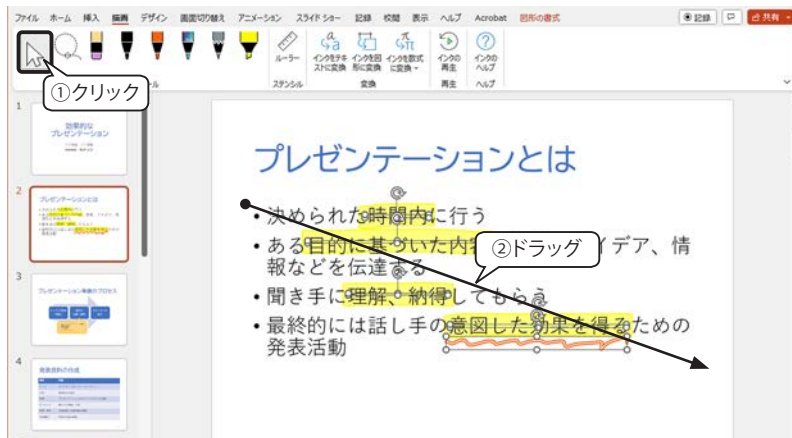 ファイル ホーム 挿入 描画 デザイン 画面切り替え アニメーション スライド ショー 記録 校閲 表示 ヘルプ Acrobat 図形の書式
記録
共有
ルーラー
インクをテキストに変換
インクを図形に変換
インクを数式に変換
インクの再生
インクのヘルプ
ステンシル
変換
再生
ヘルプ
①クリック
ル
1
効果的な
プレゼンテーション
2
プレゼンテーションとは
3
プレゼンテーション準備のプロセス
4
発表資料の作成
プレゼンテーションとは
• 決められた時間内に行う
• ある目的に基づいた内
②ドラッグ
イデア、情
報などを伝達する
• 聞き手に理解、納得してもらう
• 最終的には話し手の意図した効果を得るための
発表活動